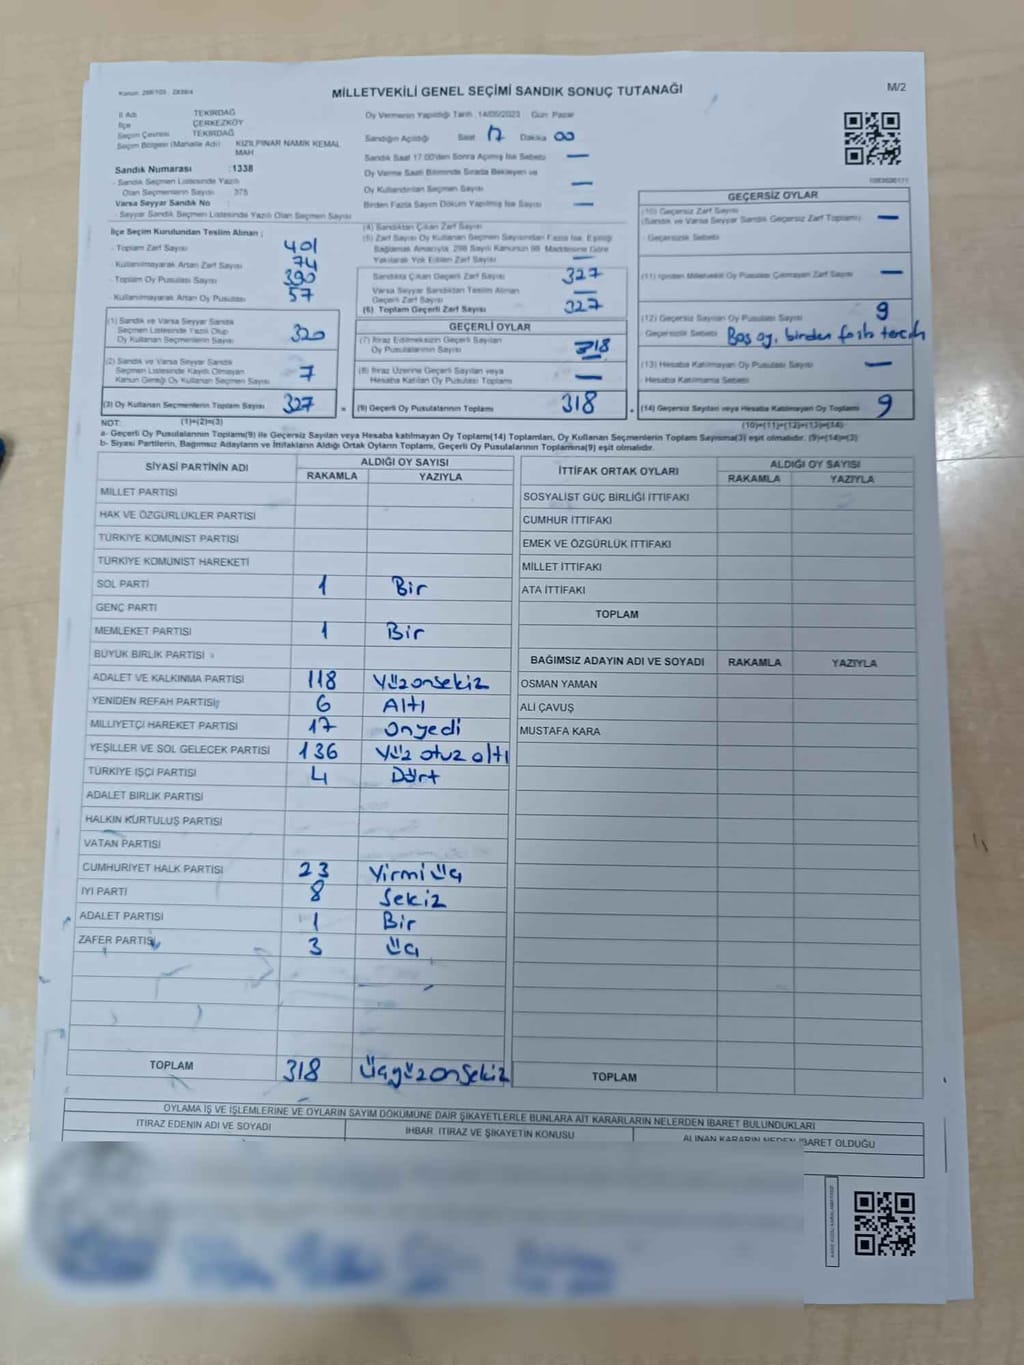 MİLLETVEKİLİ GENEL SEÇİMİ SANDIK SONUÇ TUTANAĞI
M/2
İl Adı TEKİRDAĞ
İlçe ÇERKEZKÖY
Seçim Çevresi TEKİRDAĞ
Seçim Bölgesi (Mahalle Adı) KIZILPINAR NAMIK KEMAL MAH.
Sandık Numarası :1338
Sandık Seçmen Listesinde Yazılı
Olan Seçmenlerin Sayısı : 375
Varsa Seyyar Sandık No
- Seyyar Sandık Seçmen Listesinde Yazılı Olan Seçmen Sayısı
Oy Vermenin Yapıldığı Tarih :14/05/2023 Gün Pazar
Sandığın Açıldığı Saat 17 Dakika 00
Sandık Saat 17.00'den Sonra Açılmış İse Sebebi —
Oy Verme Saati Bitiminde Sırada Bekleyen ve
Oy Kullandırılan Seçmen Sayısı —
Birden Fazla Sayım Döküm Yapılmış İse Sayısı —
İlçe Seçim Kurulundan Teslim Alınan ;
- Toplam Zarf Sayısı 401
- Kullanılmayarak Artan Zarf Sayısı 74
- Toplam Oy Pusulası Sayısı 390
- Kullanılmayarak Artan Oy Pusulası 57
(1) Sandık ve Varsa Seyyar Sandık
Seçmen Listesinde Yazılı Olup
Oy Kullanan Seçmenlerin Sayısı 320
(2) Sandık ve Varsa Seyyar Sandık
Seçmen Listesinde Kayıtlı Olmayan
Kanun Gereği Oy Kullanan Seçmen Sayısı 7
(3) Oy Kullanan Seçmenlerin Toplam Sayısı 327
(4) Sandıktan Çıkan Zarf Sayısı
(5) Zarf Sayısı Oy Kullanan Seçmen Sayısından Fazla İse, Eşitliği
Bağlamak Amacıyla, 298 Sayılı Kanunun 98. Maddesine Göre
Yakılarak Yok Edilen Zarf Sayısı —
Sandıkta Çıkan Geçerli Zarf Sayısı 327
Varsa Seyyar Sandıktan Teslim Alınan
Geçerli Zarf Sayısı —
(6) Toplam Geçerli Zarf Sayısı 327
GEÇERLİ OYLAR
(7) İtiraz Edilmeksizin Geçerli Sayılan
Oy Pusulalarının Sayısı 318
(8) İtiraz Üzerine Geçerli Sayılan veya
Hesaba Katılan Oy Pusulası Toplamı —
= (9) Geçerli Oy Pusulalarının Toplamı 318
GEÇERSİZ OYLAR
(10) Geçersiz Zarf Sayısı
(Sandık ve Varsa Seyyar Sandık Geçersiz Zarf Toplamı) —
- Geçersizlik Sebebi
(11) İçinden Milletvekili Oy Pusulası Çıkmayan Zarf Sayısı —
(12) Geçersiz Sayılan Oy Pusulası Sayısı 9
Geçersizlik Sebebi Boş oy, birden fazla tercih
(13) Hesaba Katılmayan Oy Pusulası Sayısı —
- Hesaba Katılmama Sebebi
+ (14) Geçersiz Sayılan veya Hesaba Katılmayan Oy Toplamı 9
NOT: (1)+(2)=(3)
(10)+(11)+(12)+(13)=(14)
a- Geçerli Oy Pusulalarının Toplamı(9) ile Geçersiz Sayılan veya Hesaba katılmayan Oy Toplamı(14) Toplamları, Oy Kullanan Seçmenlerin Toplam Sayısına(3) eşit olmalıdır. (9)+(14)=(3)
b- Siyasi Partilerin, Bağımsız Adayların ve İttifakların Aldığı Ortak Oyların Toplamı, Geçerli Oy Pusulalarının Toplamına(9) eşit olmalıdır.
SİYASİ PARTİNİN ADI ALDIĞI OY SAYISI
RAKAMLA YAZIYLA
MİLLET PARTİSİ
HAK VE ÖZGÜRLÜKLER PARTİSİ
TÜRKİYE KOMÜNİST PARTİSİ
TÜRKİYE KOMÜNİST HAREKETİ
SOL PARTİ 1 Bir
GENÇ PARTİ
MEMLEKET PARTİSİ 1 Bir
BÜYÜK BİRLİK PARTİSİ
ADALET VE KALKINMA PARTİSİ 118 Yüzonsekiz
YENİDEN REFAH PARTİSİ 6 Altı
MİLLİYETÇİ HAREKET PARTİSİ 17 Onyedi
YEŞİLLER VE SOL GELECEK PARTİSİ 136 Yüz otuz altı
TÜRKİYE İŞÇİ PARTİSİ 4 Dört
ADALET BİRLİK PARTİSİ
HALKIN KURTULUŞ PARTİSİ
VATAN PARTİSİ
CUMHURİYET HALK PARTİSİ 23 Yirmi üç
İYİ PARTİ 8 Sekiz
ADALET PARTİSİ 1 Bir
ZAFER PARTİSİ 3 Üç
TOPLAM 318 Üçyüzonsekiz
İTTİFAK ORTAK OYLARI ALDIĞI OY SAYISI
RAKAMLA YAZIYLA
SOSYALİST GÜÇ BİRLİĞİ İTTİFAKI
CUMHUR İTTİFAKI
EMEK VE ÖZGÜRLÜK İTTİFAKI
MİLLET İTTİFAKI
ATA İTTİFAKI
TOPLAM
BAĞIMSIZ ADAYIN ADI VE SOYADI RAKAMLA YAZIYLA
OSMAN YAMAN
ALİ ÇAVUŞ
MUSTAFA KARA
TOPLAM
OYLAMA İŞ VE İŞLEMLERİNE VE OYLARIN SAYIM DÖKÜMÜNE DAİR ŞİKAYETLERLE BUNLARA AİT KARARLARIN NELERDEN İBARET BULUNDUKLARI
İTİRAZ EDENİN ADI VE SOYADI İHBAR İTİRAZ VE ŞİKAYETİN KONUSU ALINAN KARARIN NEDEN İBARET OLDUĞU